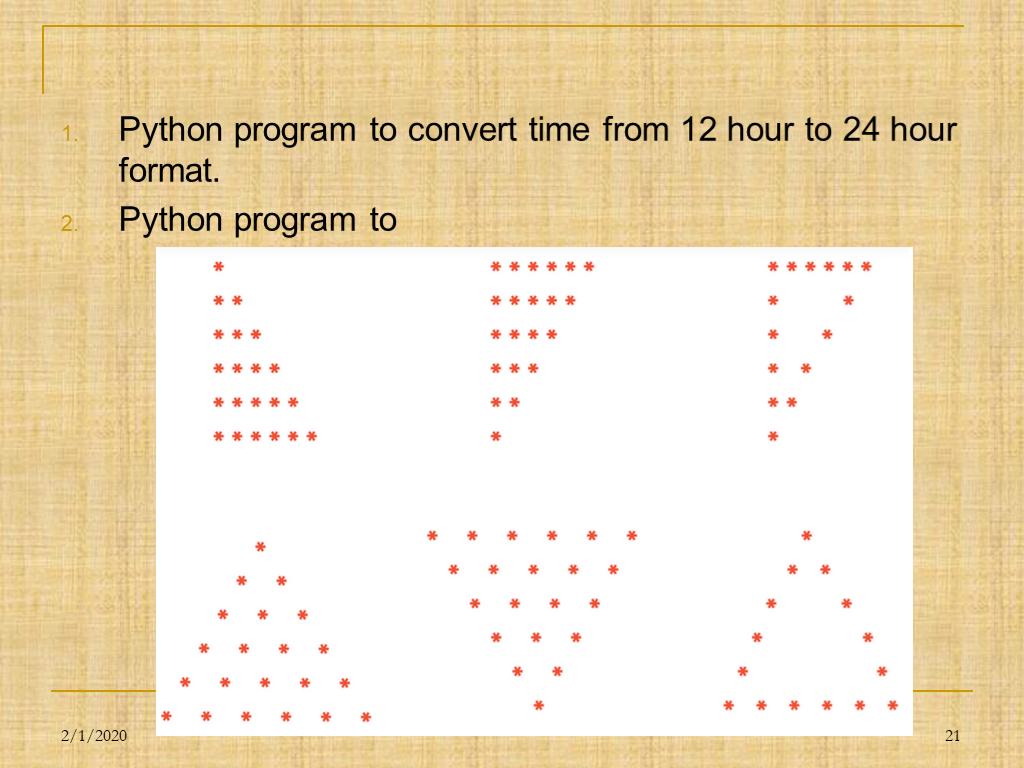 1. Python program to convert time from 12 hour to 24 hour
format.
2. Python program to
* * * * * * * * * * * * *
* * * * * * * * *
* * * * * * * * *
* * * * * * * * *
* * * * * * * * *
* * * * * * * *
* * * * * * *
*
* * * * * * *
* *
* * * * * *
* * *
* * * * *
* * * *
* * * *
* * * * *
* * * * * * *
* * * * * *
2/1/2020 21